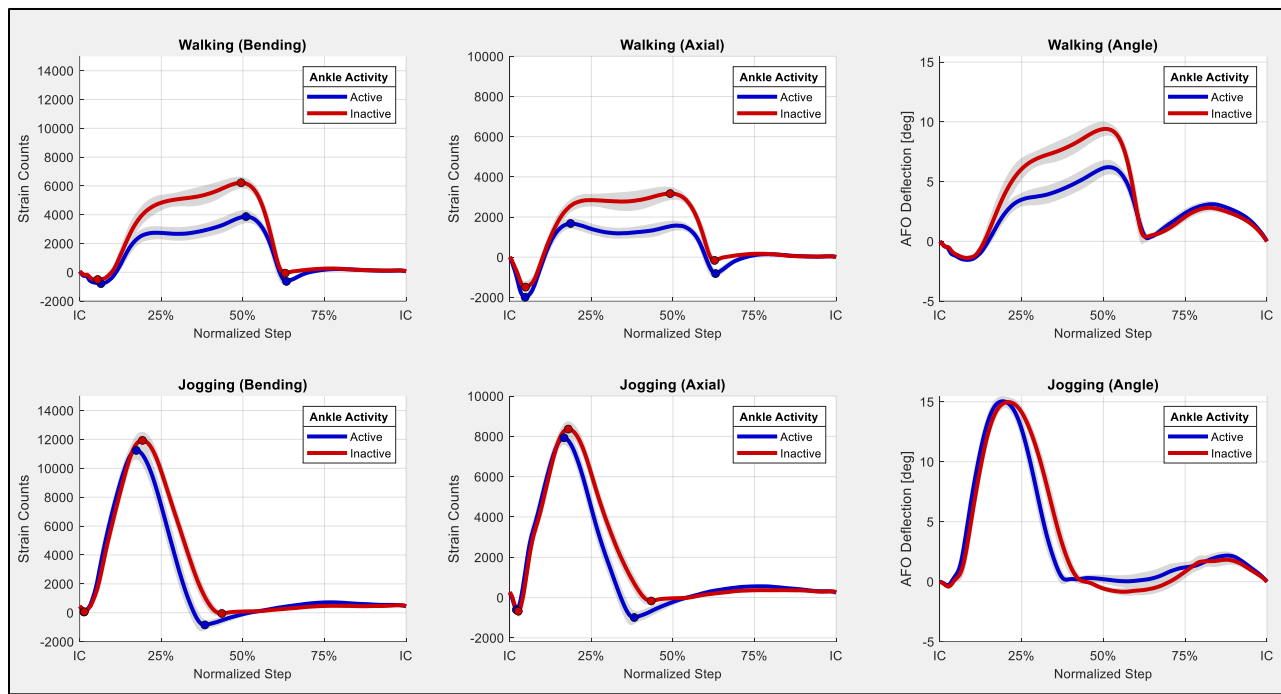 Walking (Bending)
14000
12000
10000
8000
6000
4000
2000
0
-2000
Strain Counts
Ankle Activity
Active
Inactive
IC 25% 50% 75% IC
Normalized Step
Walking (Axial)
10000
8000
6000
4000
2000
0
-2000
Strain Counts
Ankle Activity
Active
Inactive
IC 25% 50% 75% IC
Normalized Step
Walking (Angle)
15
10
5
0
-5
AFO Deflection [deg]
Ankle Activity
Active
Inactive
IC 25% 50% 75% IC
Normalized Step
Jogging (Bending)
14000
12000
10000
8000
6000
4000
2000
0
-2000
Strain Counts
Ankle Activity
Active
Inactive
IC 25% 50% 75% IC
Normalized Step
Jogging (Axial)
10000
8000
6000
4000
2000
0
-2000
Strain Counts
Ankle Activity
Active
Inactive
IC 25% 50% 75% IC
Normalized Step
Jogging (Angle)
15
10
5
0
-5
AFO Deflection [deg]
Ankle Activity
Active
Inactive
IC 25% 50% 75% IC
Normalized Step